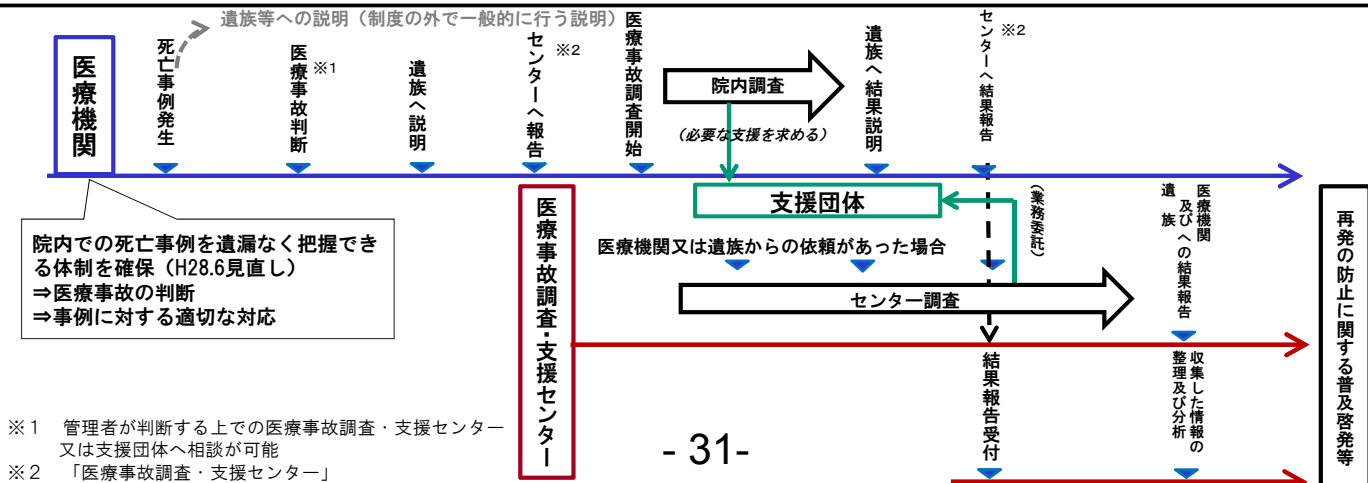 遺族等への説明（制度の外で一般的に行う説明）
医療機関
死亡事例発生
医療事故判断
※1
遺族へ説明
センターへ報告
※2
医療事故調査開始
院内調査
（必要な支援を求める）
遺族へ結果説明
センターへ結果報告
※2
院内での死亡事例を遺漏なく把握でき
る体制を確保（H28.6見直し）
⇒医療事故の判断
⇒事例に対する適切な対応
医療事故調査・支援センター
支援団体
（業務委託）
医療機関又は遺族からの依頼があった場合
センター調査
医療機関
及び
遺族
への結果報告
結果報告受付
収集した情報の
整理及び分析
再発の防止に関する普及啓発等
※1　管理者が判断する上での医療事故調査・支援センター
又は支援団体へ相談が可能
※2　「医療事故調査・支援センター」
- 31-